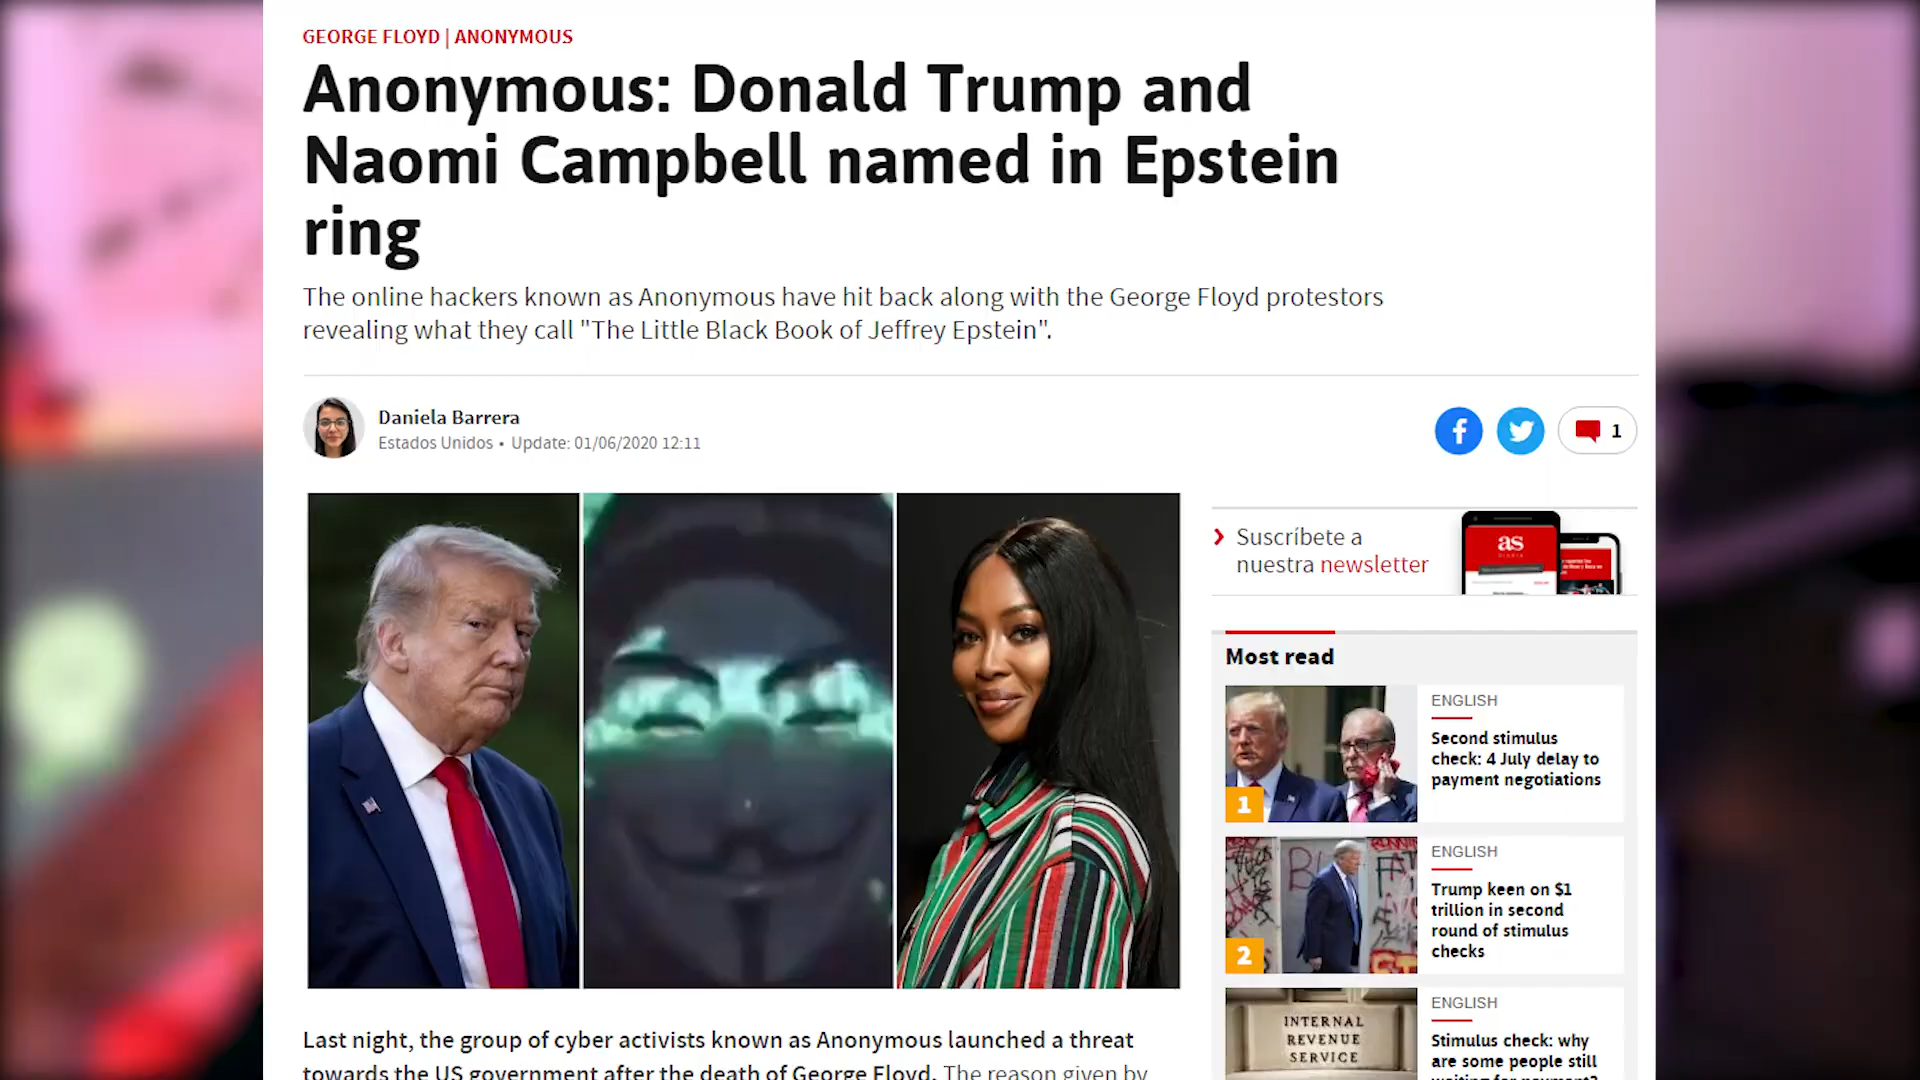 GEORGE FLOYD | ANONYMOUS
Anonymous: Donald Trump and
Naomi Campbell named in Epstein
ring
The online hackers known as Anonymous have hit back along with the George Floyd protestors
revealing what they call "The Little Black Book of Jeffrey Epstein".
Daniela Barrera
Estados Unidos • Update: 01/06/2020 12:11
1
Suscríbete a
nuestra newsletter
as
Most read
ENGLISH
Second stimulus
check: 4 July delay to
payment negotiations
1
ENGLISH
Trump keen on $1
trillion in second
round of stimulus
checks
2
ENGLISH
Stimulus check: why
are some people still
waiting for payment?
INTERNAL
REVENUE
SERVICE
Last night, the group of cyber activists known as Anonymous launched a threat
towards the US government after the death of George Floyd. The reason given by